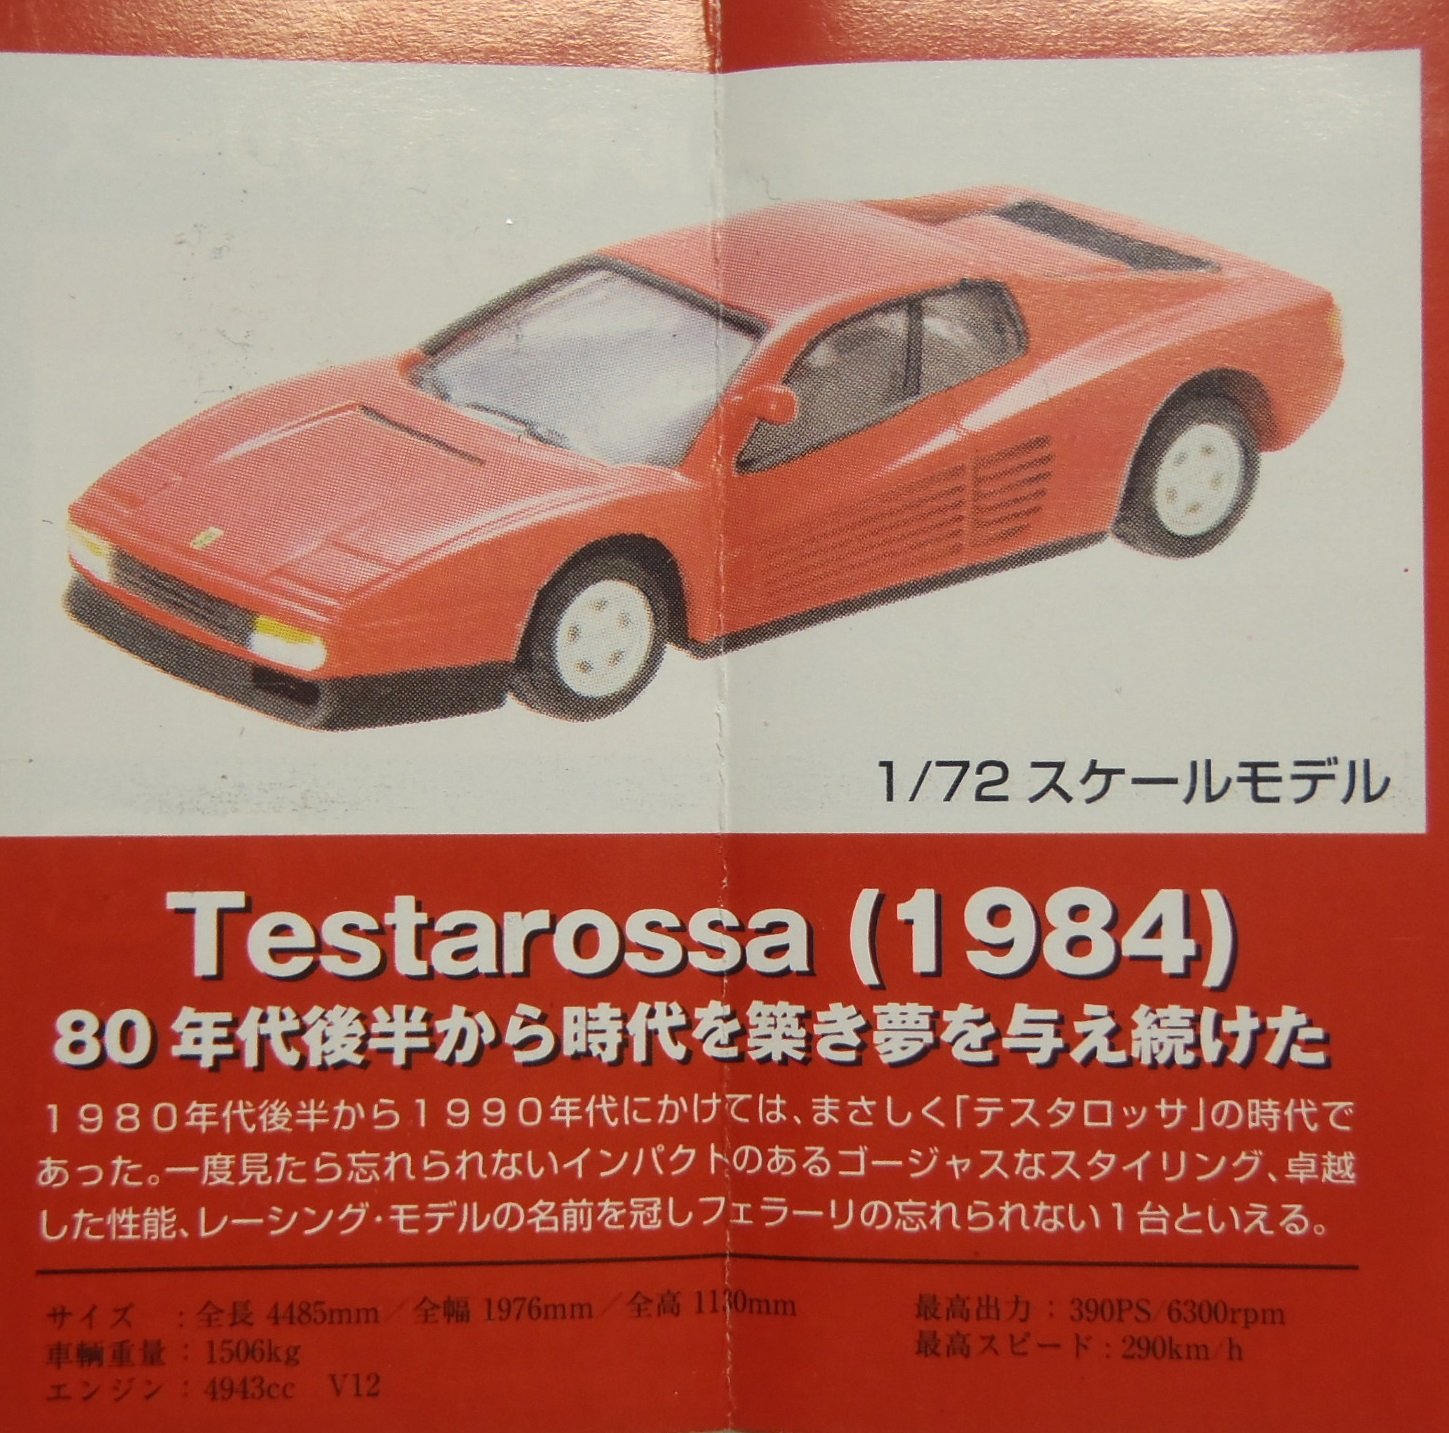 1/72スケールモデル
Testarossa (1984)
80年代後半から時代を築き夢を与え続けた
1980年代後半から1990年代にかけては、まさしく「テスタロッサ」の時代で
あった。一度見たら忘れられないインパクトのあるゴージャスなスタイリング、卓越
した性能、レーシング・モデルの名前を冠しフェラーリの忘れられない1台といえる。
サイズ :全長 4485mm/全幅 1976mm/全高 1130mm
車輌重量:1506kg
エンジン:4943cc V12
最高出力:390PS/6300rpm
最高スピード:290km/h